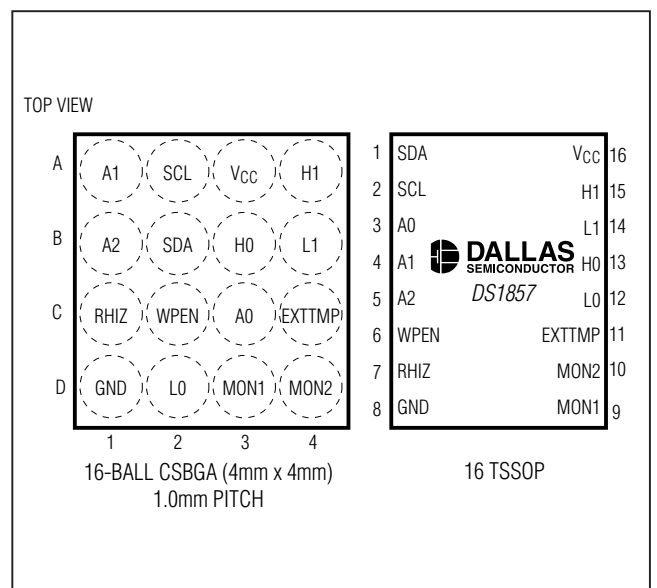 TOP VIEW
A A1 SCL VCC H1
B A2 SDA H0 L1
C RHIZ WPEN A0 EXTTMP
D GND L0 MON1 MON2
1 2 3 4
16-BALL CSBGA (4mm x 4mm)
1.0mm PITCH
1 SDA VCC 16
2 SCL H1 15
3 A0 L1 14
4 A1 DALLAS SEMICONDUCTOR H0 13
5 A2 DS1857 L0 12
6 WPEN EXTTMP 11
7 RHIZ MON2 10
8 GND MON1 9
16 TSSOP